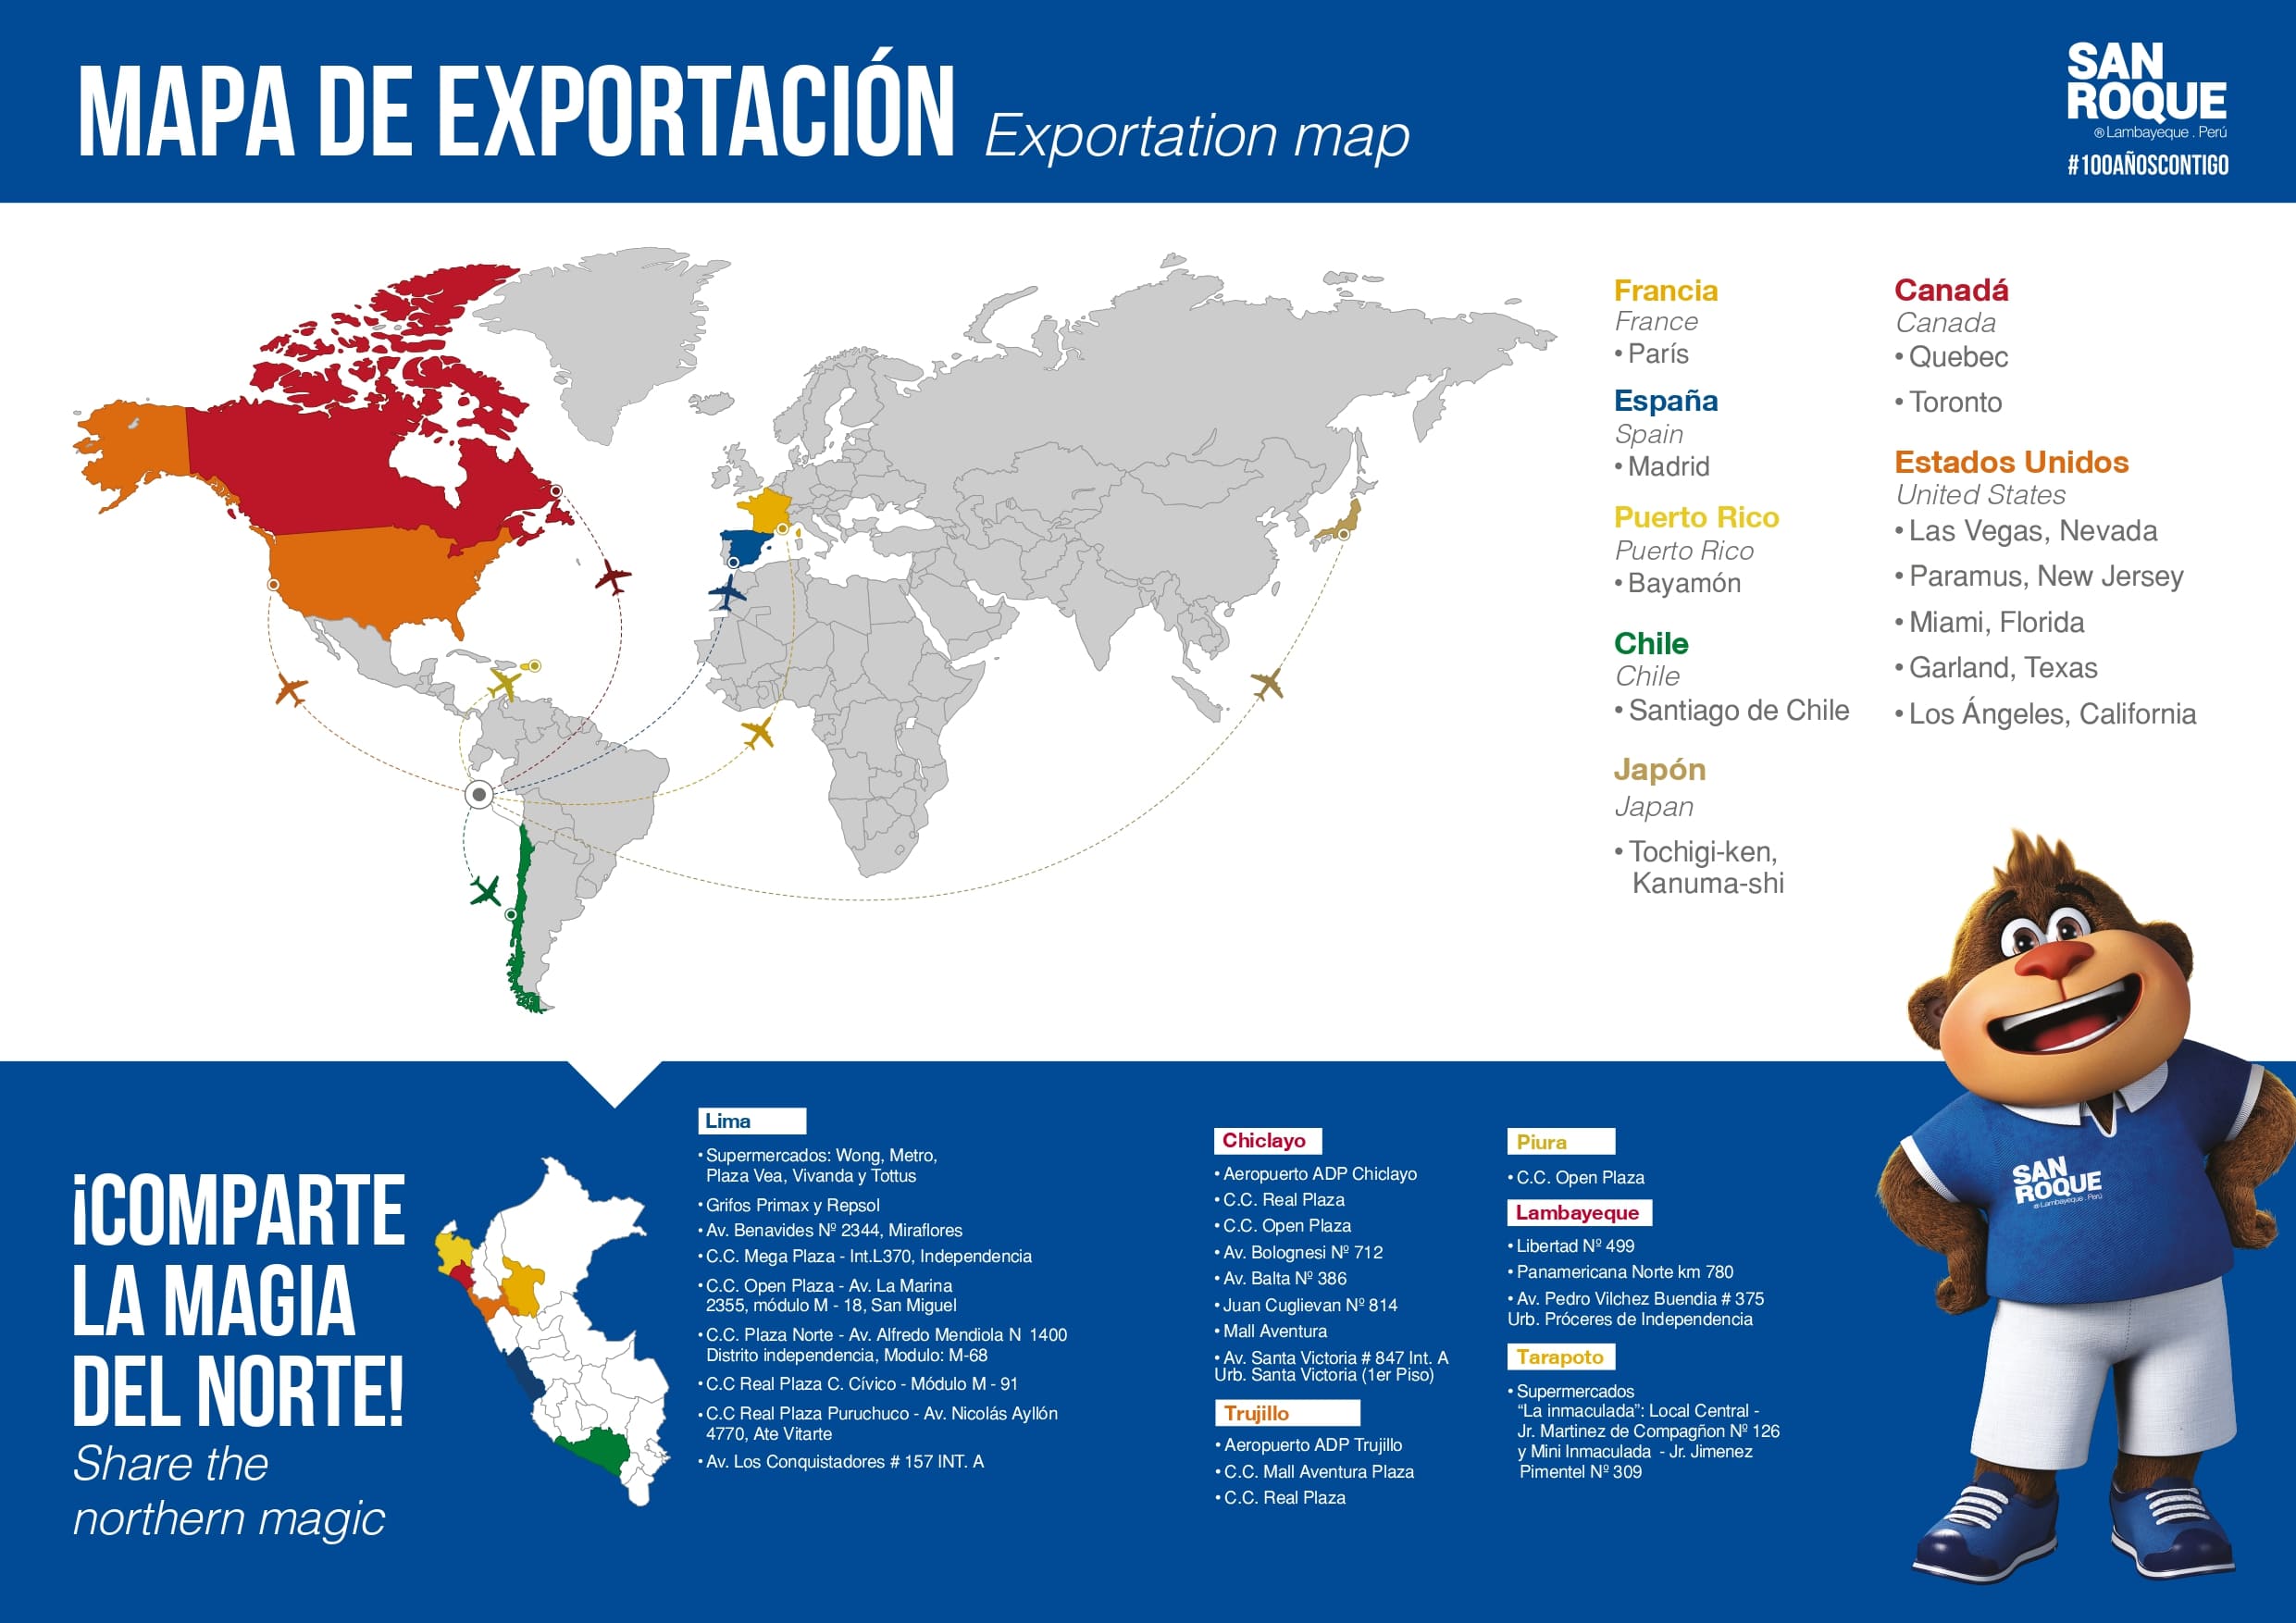 MAPA DE EXPORTACIÓN Exportation map
SAN
ROQUE
® Lambayeque . Perú
#100AÑOSCONTIGO
Francia
France
• París
España
Spain
• Madrid
Puerto Rico
Puerto Rico
• Bayamón
Chile
Chile
• Santiago de Chile
Japón
Japan
• Tochigi-ken,
Kanuma-shi
Canadá
Canada
• Quebec
• Toronto
Estados Unidos
United States
• Las Vegas, Nevada
• Paramus, New Jersey
• Miami, Florida
• Garland, Texas
• Los Ángeles, California
¡COMPARTE
LA MAGIA
DEL NORTE!
Share the
northern magic
Lima
• Supermercados: Wong, Metro,
Plaza Vea, Vivanda y Tottus
• Grifos Primax y Repsol
• Av. Benavides Nº 2344, Miraflores
• C.C. Mega Plaza - Int.L370, Independencia
• C.C. Open Plaza - Av. La Marina
2355, módulo M - 18, San Miguel
• C.C. Plaza Norte - Av. Alfredo Mendiola N 1400
Distrito independencia, Modulo: M-68
• C.C Real Plaza C. Cívico - Módulo M - 91
• C.C Real Plaza Puruchuco - Av. Nicolás Ayllón
4770, Ate Vitarte
• Av. Los Conquistadores # 157 INT. A
Chiclayo
• Aeropuerto ADP Chiclayo
• C.C. Real Plaza
• C.C. Open Plaza
• Av. Bolognesi Nº 712
• Av. Balta Nº 386
• Juan Cuglievan Nº 814
• Mall Aventura
• Av. Santa Victoria # 847 Int. A
Urb. Santa Victoria (1er Piso)
Trujillo
• Aeropuerto ADP Trujillo
• C.C. Mall Aventura Plaza
• C.C. Real Plaza
Piura
• C.C. Open Plaza
Lambayeque
• Libertad Nº 499
• Panamericana Norte km 780
• Av. Pedro Vilchez Buendia # 375
Urb. Próceres de Independencia
Tarapoto
• Supermercados
“La inmaculada”: Local Central -
Jr. Martinez de Compagñon Nº 126
y Mini Inmaculada - Jr. Jimenez
Pimentel Nº 309
SAN
ROQUE
® Lambayeque . Perú